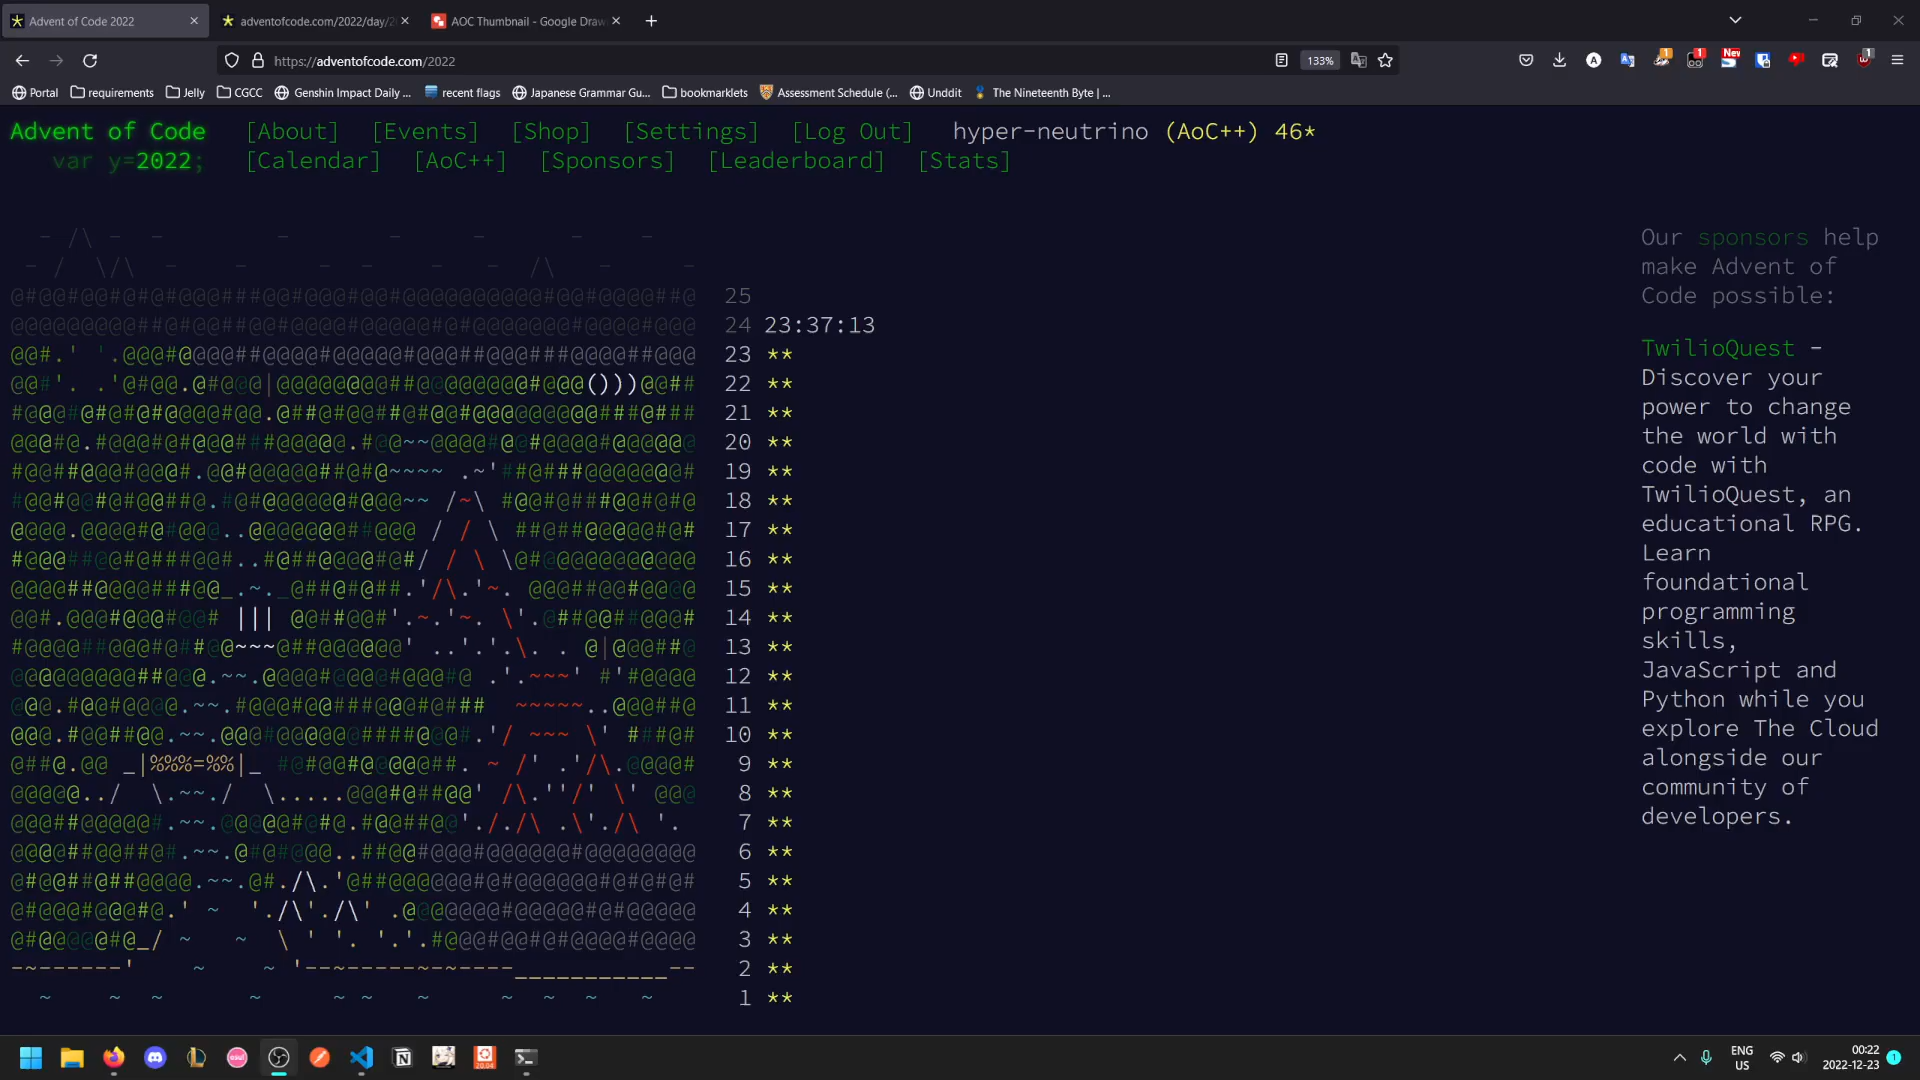 Advent of Code 2022
adventofcode.com/2022/day/2
AOC Thumbnail - Google Draw
https://adventofcode.com/2022
133%
New
Portal
requirements
Jelly
CGCC
Genshin Impact Daily ...
recent flags
Japanese Grammar Gu...
bookmarklets
Assessment Schedule (...
Unddit
The Nineteenth Byte | ...
Advent of Code [About] [Events] [Shop] [Settings] [Log Out] hyper-neutrino (AoC++) 46*
var y=2022; [Calendar] [AoC++] [Sponsors] [Leaderboard] [Stats]
25
24 23:37:13
23 **
22 **
21 **
20 **
19 **
18 **
17 **
16 **
15 **
14 **
13 **
12 **
11 **
10 **
9 **
8 **
7 **
6 **
5 **
4 **
3 **
2 **
1 **
Our sponsors help
make Advent of
Code possible:
TwilioQuest -
Discover your
power to change
the world with
code with
TwilioQuest, an
educational RPG.
Learn
foundational
programming
skills,
JavaScript and
Python while you
explore The Cloud
alongside our
community of
developers.
ENG
US
00:22
2022-12-23
1